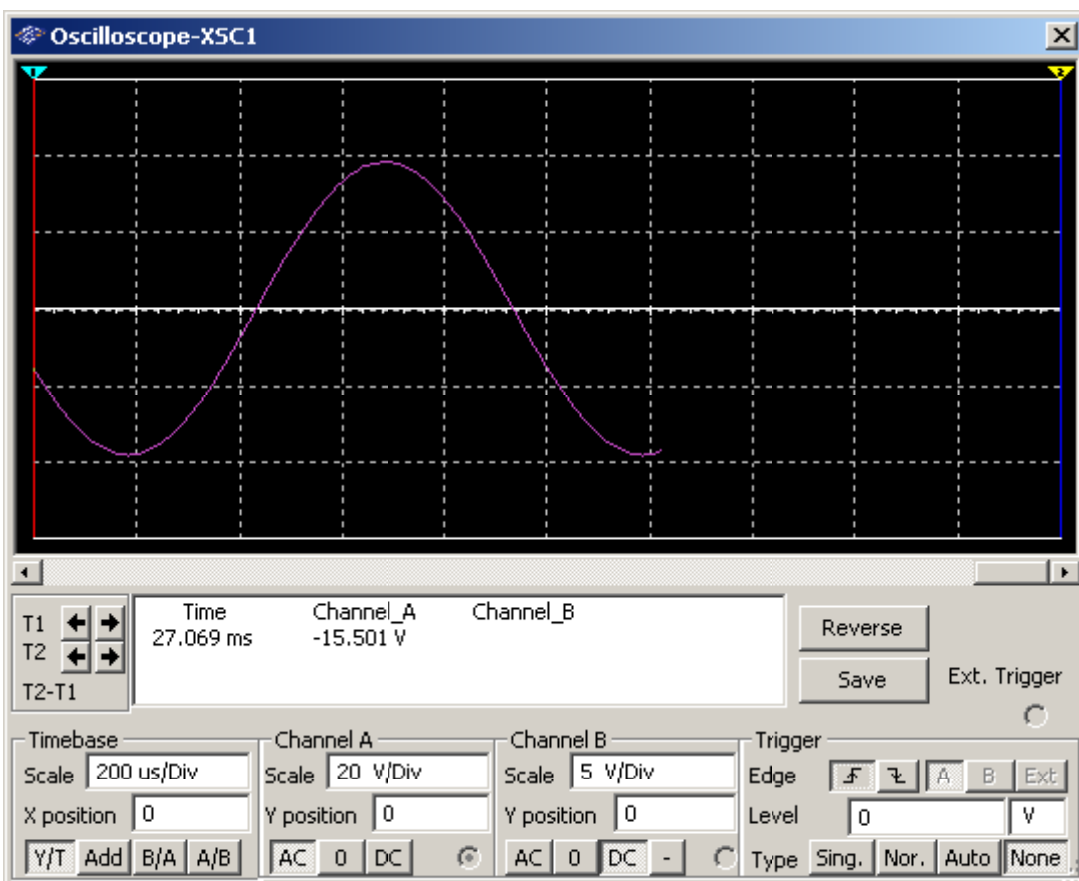 Oscilloscope-XSC1
1 2
Time Channel_A Channel_B
T1 27.069 ms -15.501 V
T2
T2-T1
Reverse
Save
Ext. Trigger
Timebase
Scale 200 us/Div
X position 0
Y/T Add B/A A/B
Channel A
Scale 20 V/Div
Y position 0
AC 0 DC
Channel B
Scale 5 V/Div
Y position 0
AC 0 DC -
Trigger
Edge A B Ext
Level 0 V
Type Sing. Nor. Auto None